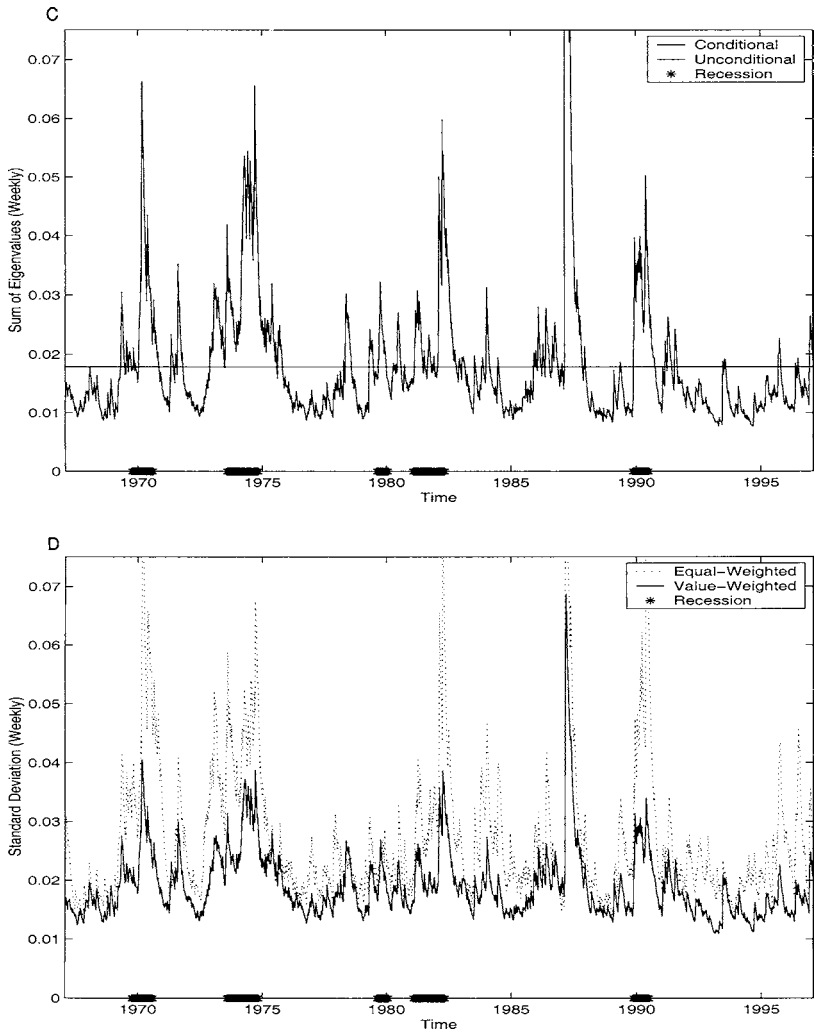 C
Conditional
Unconditional
Recession
0.07
0.06
0.05
0.04
0.03
0.02
0.01
0
Sum of Eigenvalues (Weekly)
1970
1975
1980
1985
1990
1995
Time
D
Equal-Weighted
Value-Weighted
Recession
0.07
0.06
0.05
0.04
0.03
0.02
0.01
0
Standard Deviation (Weekly)
1970
1975
1980
1985
1990
1995
Time